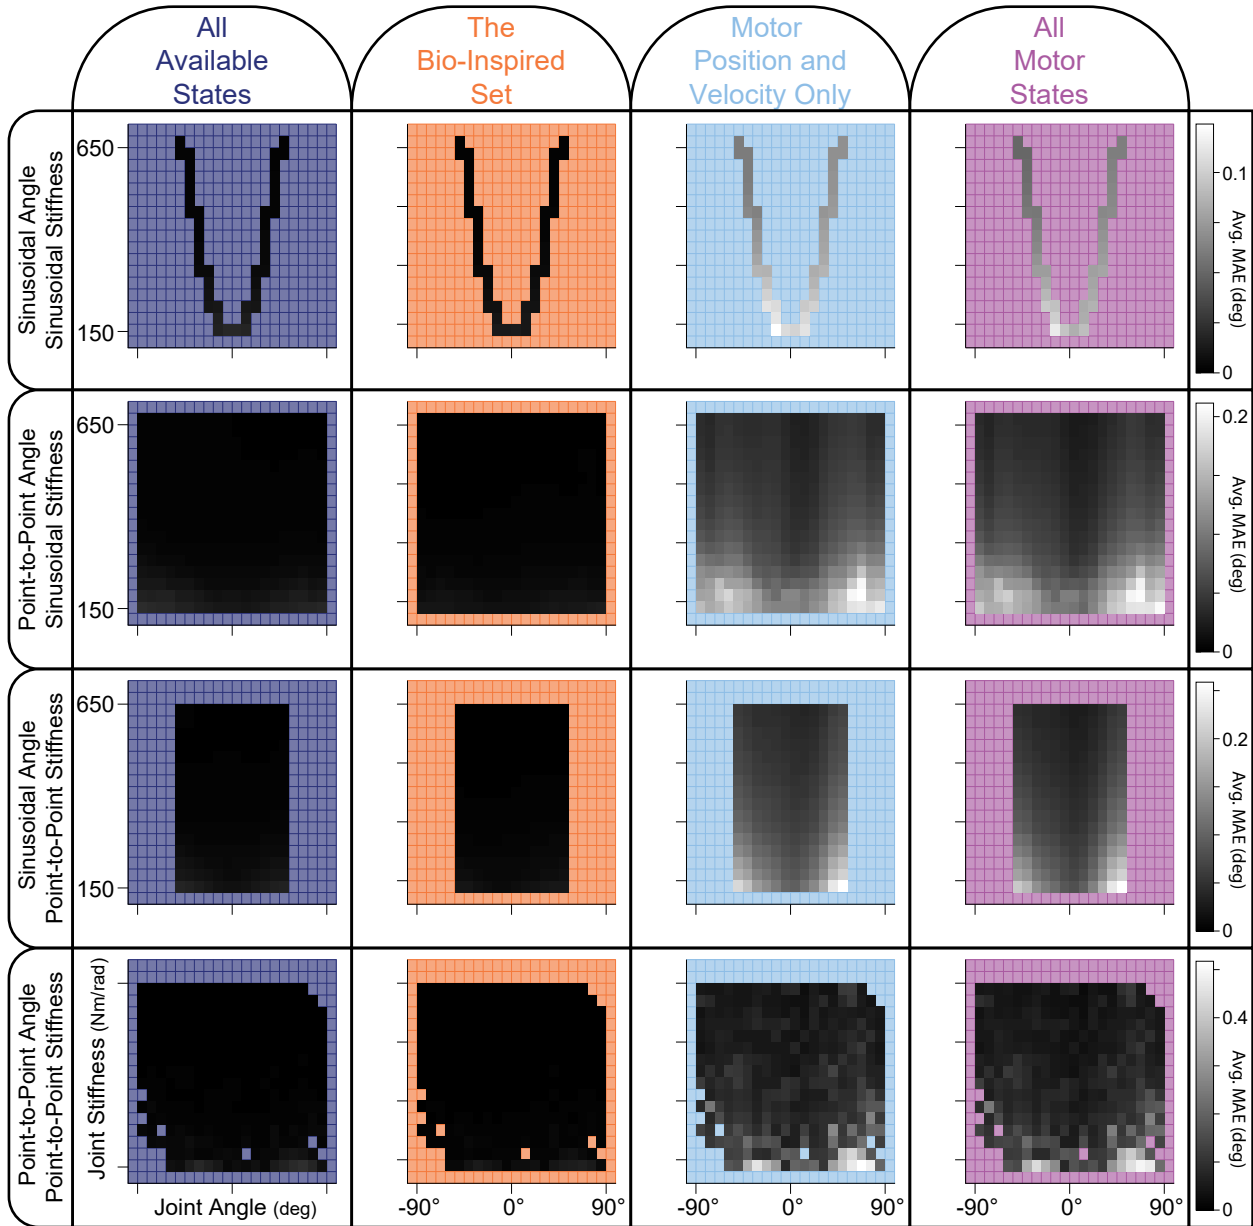 All
Available
States
The
Bio-Inspired
Set
Motor
Position and
Velocity Only
All
Motor
States
Sinusoidal Angle
Sinusoidal Stiffness
650
150
0.1
Avg. MAE (deg)
0
Point-to-Point Angle
Sinusoidal Stiffness
650
150
0.2
Avg. MAE (deg)
0
Sinusoidal Angle
Point-to-Point Stiffness
650
150
0.2
Avg. MAE (deg)
0
Point-to-Point Angle
Point-to-Point Stiffness
Joint Stiffness (Nm/rad)
Joint Angle (deg)
-90°
0°
90°
-90°
0°
90°
-90°
0°
90°
0.4
Avg. MAE (deg)
0